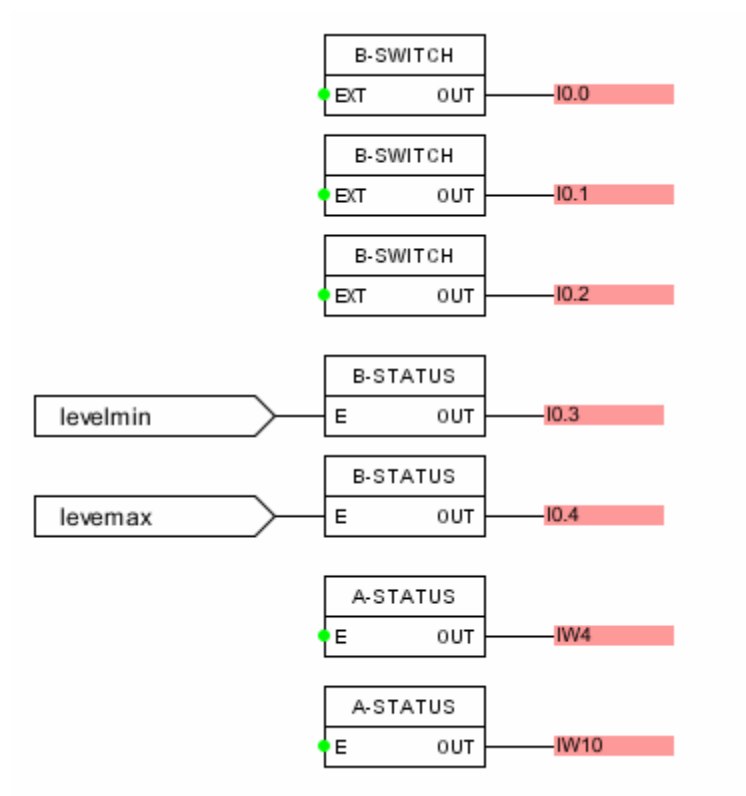 B-SWITCH
EXT OUT I0.0
B-SWITCH
EXT OUT I0.1
B-SWITCH
EXT OUT I0.2
B-STATUS
levelmin E OUT I0.3
B-STATUS
levemax E OUT I0.4
A-STATUS
E OUT IW4
A-STATUS
E OUT IW10